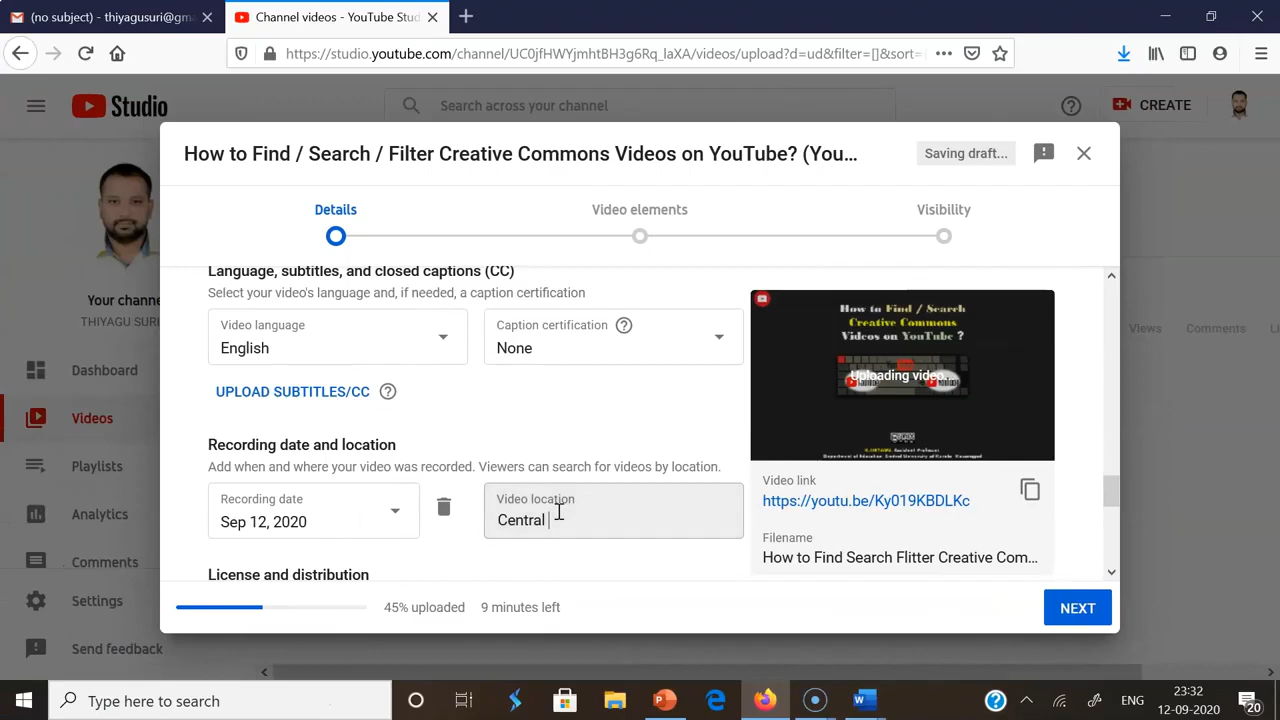 (no subject) - thiyagusuri@gma
Channel videos - YouTube Stud
https://studio.youtube.com/channel/UC0jfHWYjmhtBH3g6Rq_laXA/videos/upload?d=ud&filter=[]&sort=
Studio
Search across your channel
CREATE
How to Find / Search / Filter Creative Commons Videos on YouTube? (You…
Saving draft...
Details
Video elements
Visibility
Your channe
THIYAGU SUR
Dashboard
Videos
Playlists
Analytics
Comments
Settings
Send feedback
Views
Comments
Language, subtitles, and closed captions (CC)
Select your video's language and, if needed, a caption certification
Video language
English
Caption certification
None
UPLOAD SUBTITLES/CC
Recording date and location
Add when and where your video was recorded. Viewers can search for videos by location.
Recording date
Sep 12, 2020
Video location
Central
License and distribution
How to Find / Search
Creative Commons
Videos on YouTube ?
Uploading video...
Video link
https://youtu.be/Ky019KBDLKc
Filename
How to Find Search Flitter Creative Com…
45% uploaded
9 minutes left
NEXT
Type here to search
ENG
23:32
12-09-2020
20